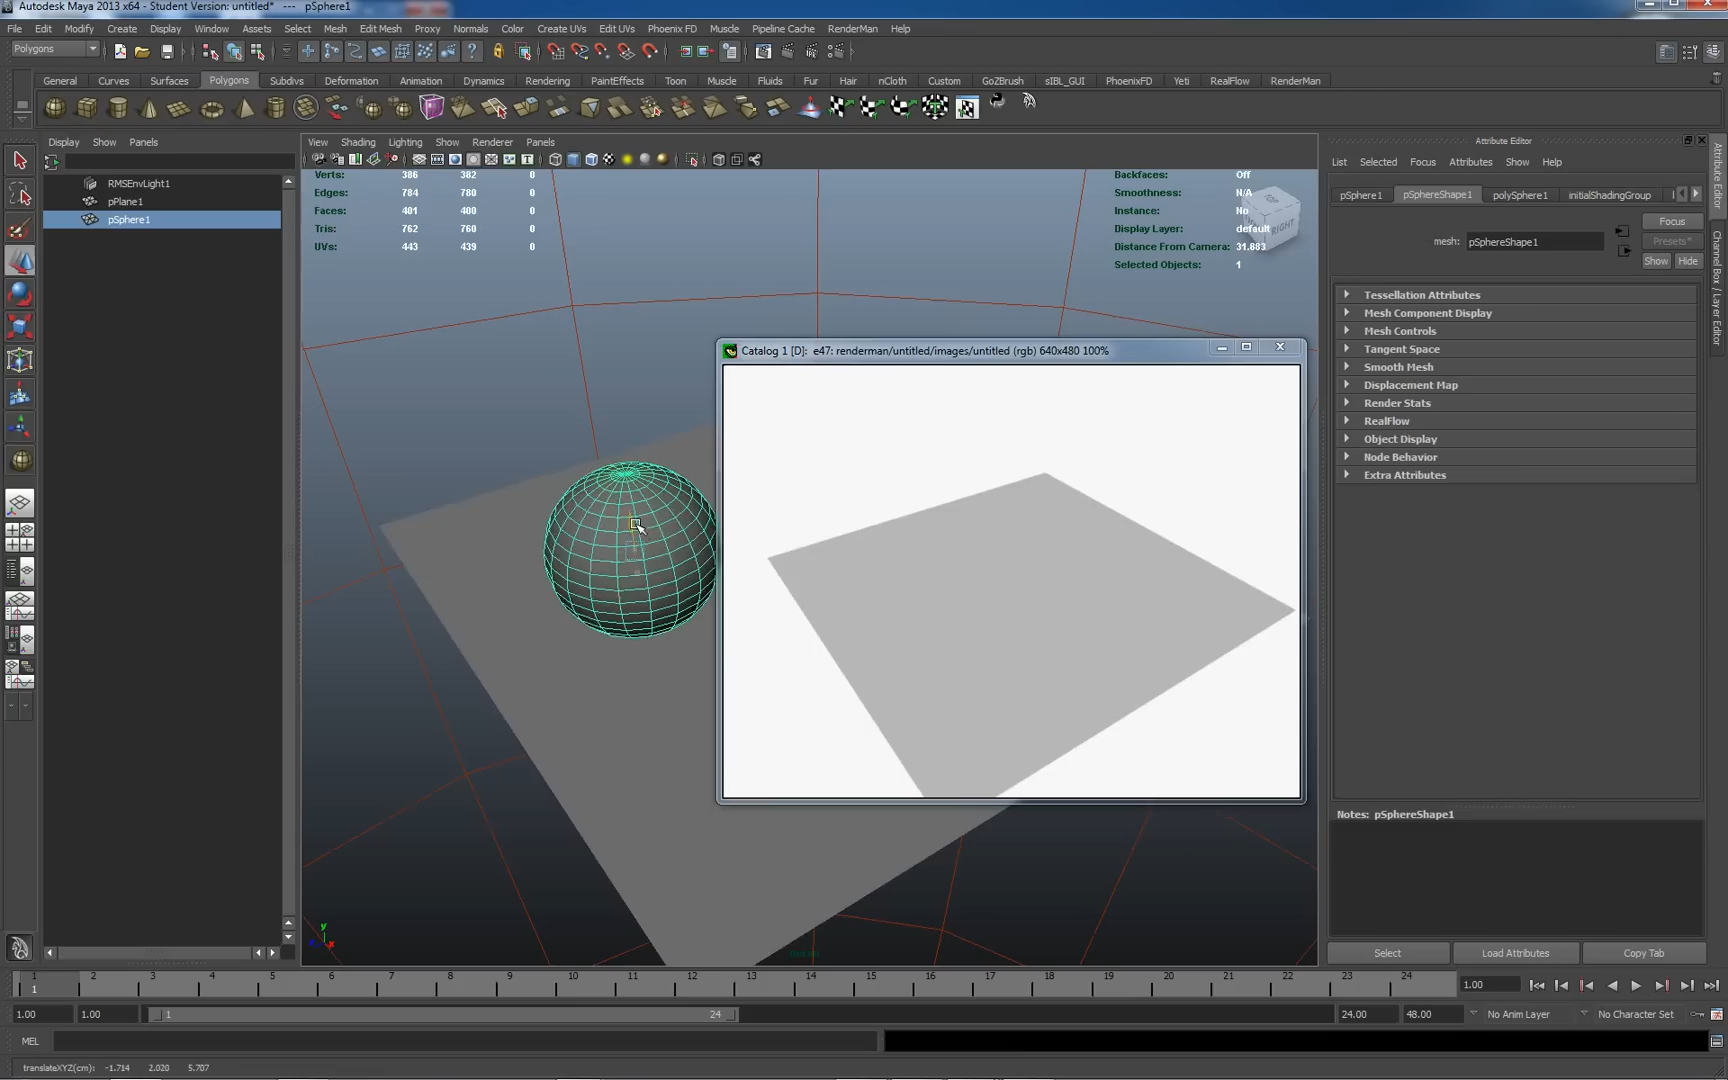 Autodesk Maya 2013 x64 - Student Version: untitled* --- pSphere1
File Edit Modify Create Display Window Assets Select Mesh Edit Mesh Proxy Normals Color Create UVs Edit UVs Phoenix FD Muscle Pipeline Cache RenderMan Help
Polygons
General Curves Surfaces Polygons Subdivs Deformation Animation Dynamics Rendering PaintEffects Toon Muscle Fluids Fur Hair nCloth Custom GoZBrush sIBL_GUI PhoenixFD Yeti RealFlow RenderMan
Display Show Panels
View Shading Lighting Show Renderer Panels
Attribute Editor
List Selected Focus Attributes Show Help
RMSEnvLight1
pPlane1
pSphere1
Verts: 386 382 0
Edges: 784 780 0
Faces: 401 400 0
Tris: 762 760 0
UVs: 443 439 0
Backfaces: Off
Smoothness: N/A
Instance: No
Display Layer: default
Distance From Camera: 31.883
Selected Objects: 1
TOP
RIGHT
pSphere1 pSphereShape1 polySphere1 initialShadingGroup
Focus
mesh: pSphereShape1
Presets*
Show Hide
Tessellation Attributes
Mesh Component Display
Mesh Controls
Tangent Space
Smooth Mesh
Displacement Map
Render Stats
RealFlow
Object Display
Node Behavior
Extra Attributes
Catalog 1 [D]: e47: renderman/untitled/images/untitled (rgb) 640x480 100%
Notes: pSphereShape1
Select Load Attributes Copy Tab
Attribute Editor
Channel Box / Layer Editor
y
x
1 2 3 4 5 6 7 8 9 10 11 12 13 14 15 16 17 18 19 20 21 22 23 24
1
1.00
1.00 1.00 1 24 24.00 48.00 No Anim Layer No Character Set
MEL
translateXYZ(cm): -1.714 2.020 5.707